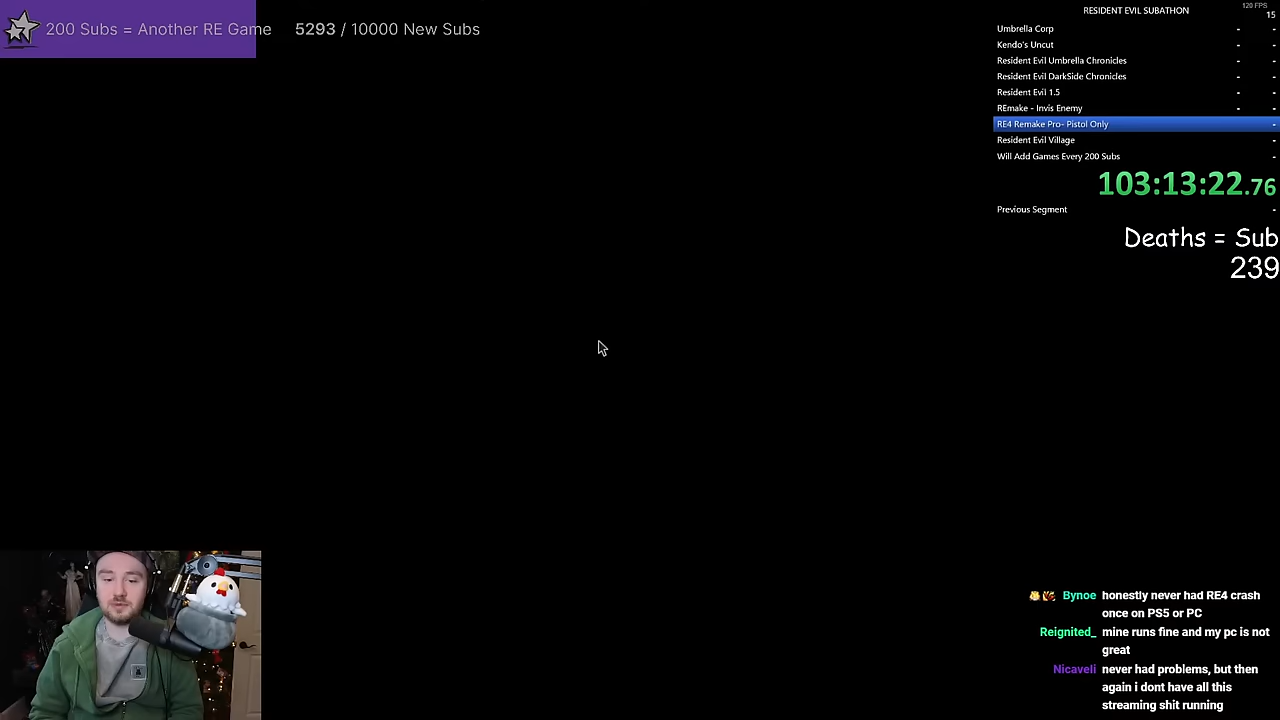 200 Subs = Another RE Game
5293 / 10000 New Subs
120 FPS
RESIDENT EVIL SUBATHON
15
Umbrella Corp - -
Kendo's Uncut - -
Resident Evil Umbrella Chronicles - -
Resident Evil DarkSide Chronicles - -
Resident Evil 1.5 - -
REmake - Invis Enemy - -
RE4 Remake Pro- Pistol Only -
Resident Evil Village -
Will Add Games Every 200 Subs -
103:13:22.76
Previous Segment -
Deaths = Sub
239
Bynoe honestly never had RE4 crash
once on PS5 or PC
Reignited_ mine runs fine and my pc is not
great
Nicaveli never had problems, but then
again i dont have all this
streaming shit running